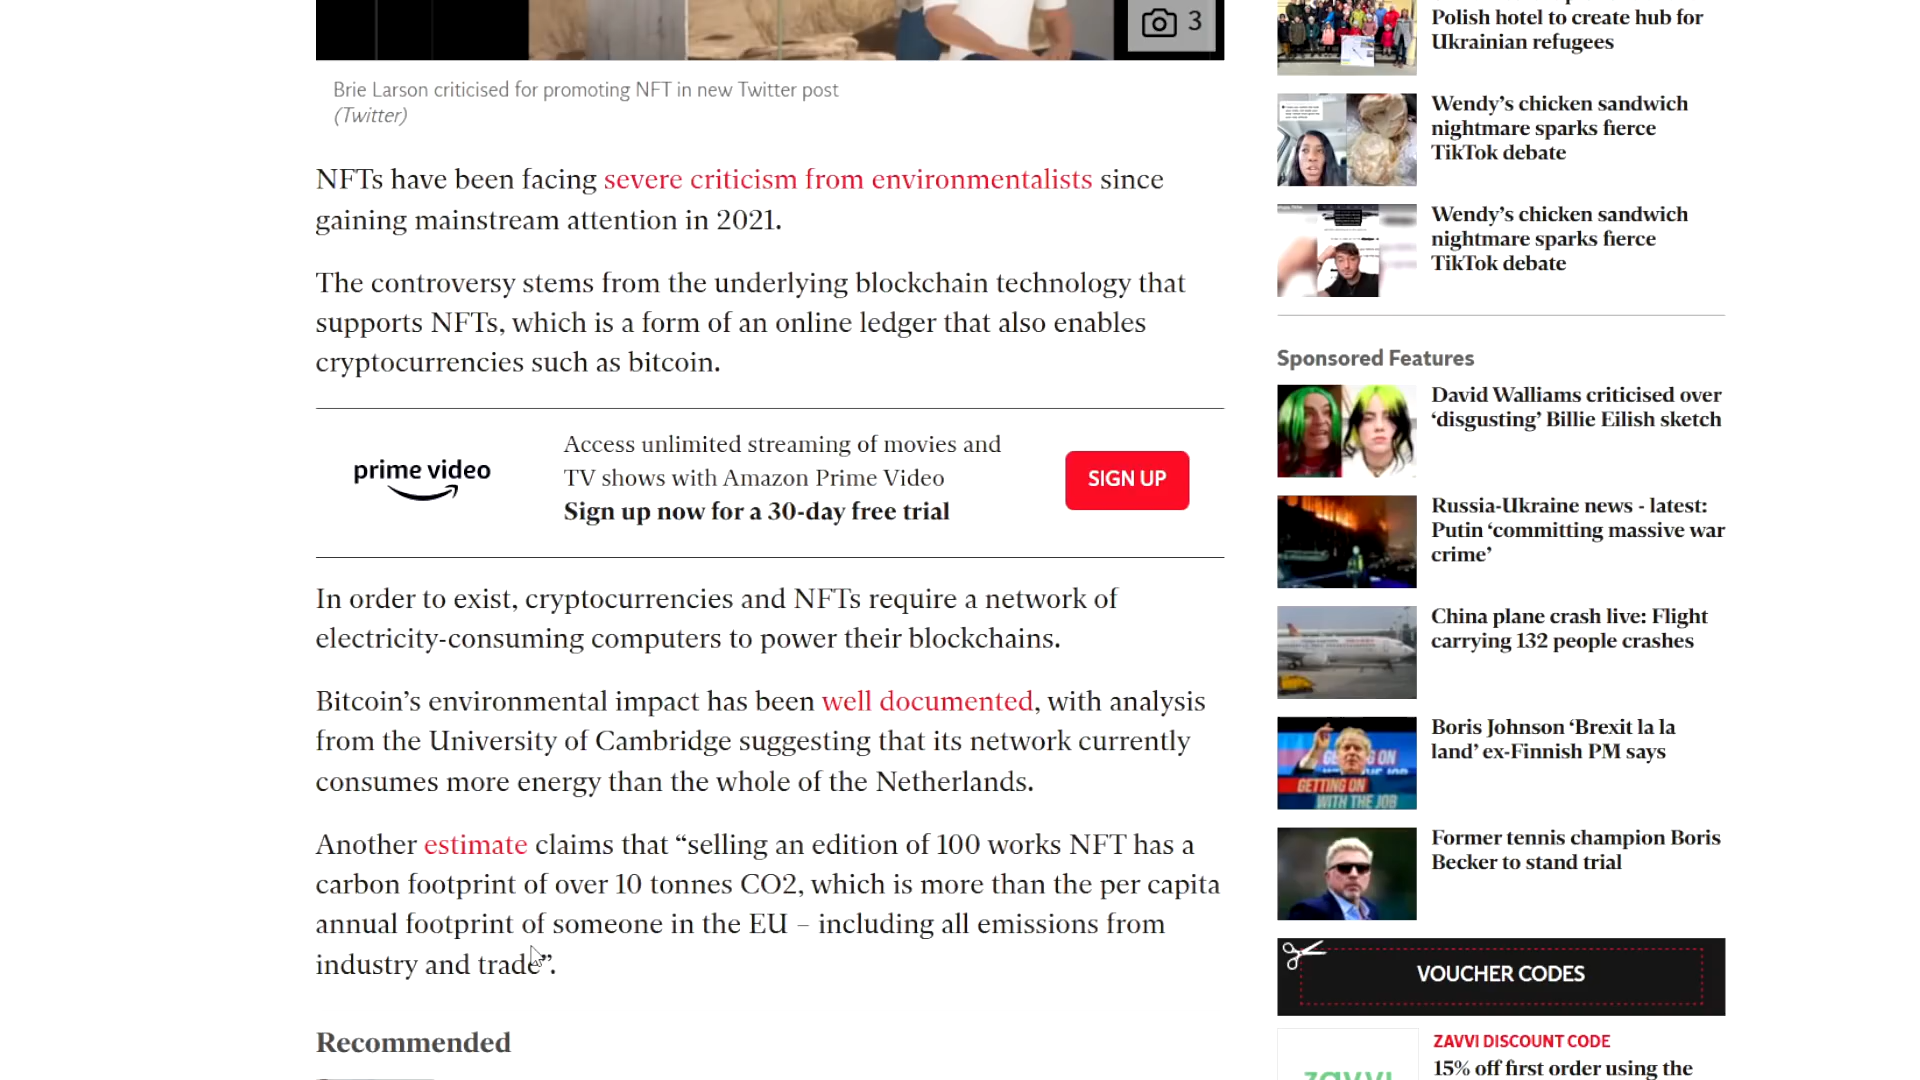 3
Brie Larson criticised for promoting NFT in new Twitter post
(Twitter)
NFTs have been facing severe criticism from environmentalists since
gaining mainstream attention in 2021.
The controversy stems from the underlying blockchain technology that
supports NFTs, which is a form of an online ledger that also enables
cryptocurrencies such as bitcoin.
prime video
Access unlimited streaming of movies and
TV shows with Amazon Prime Video
Sign up now for a 30-day free trial
SIGN UP
In order to exist, cryptocurrencies and NFTs require a network of
electricity-consuming computers to power their blockchains.
Bitcoin’s environmental impact has been well documented, with analysis
from the University of Cambridge suggesting that its network currently
consumes more energy than the whole of the Netherlands.
Another estimate claims that “selling an edition of 100 works NFT has a
carbon footprint of over 10 tonnes CO2, which is more than the per capita
annual footprint of someone in the EU – including all emissions from
industry and trade”.
Recommended
Polish hotel to create hub for
Ukrainian refugees
Wendy’s chicken sandwich
nightmare sparks fierce
TikTok debate
Wendy’s chicken sandwich
nightmare sparks fierce
TikTok debate
Sponsored Features
David Walliams criticised over
‘disgusting’ Billie Eilish sketch
Russia-Ukraine news - latest:
Putin ‘committing massive war
crime’
China plane crash live: Flight
carrying 132 people crashes
Boris Johnson ‘Brexit la la
land’ ex-Finnish PM says
GETTING ON
WITH THE JOB
Former tennis champion Boris
Becker to stand trial
VOUCHER CODES
ZAVVI DISCOUNT CODE
15% off first order using the